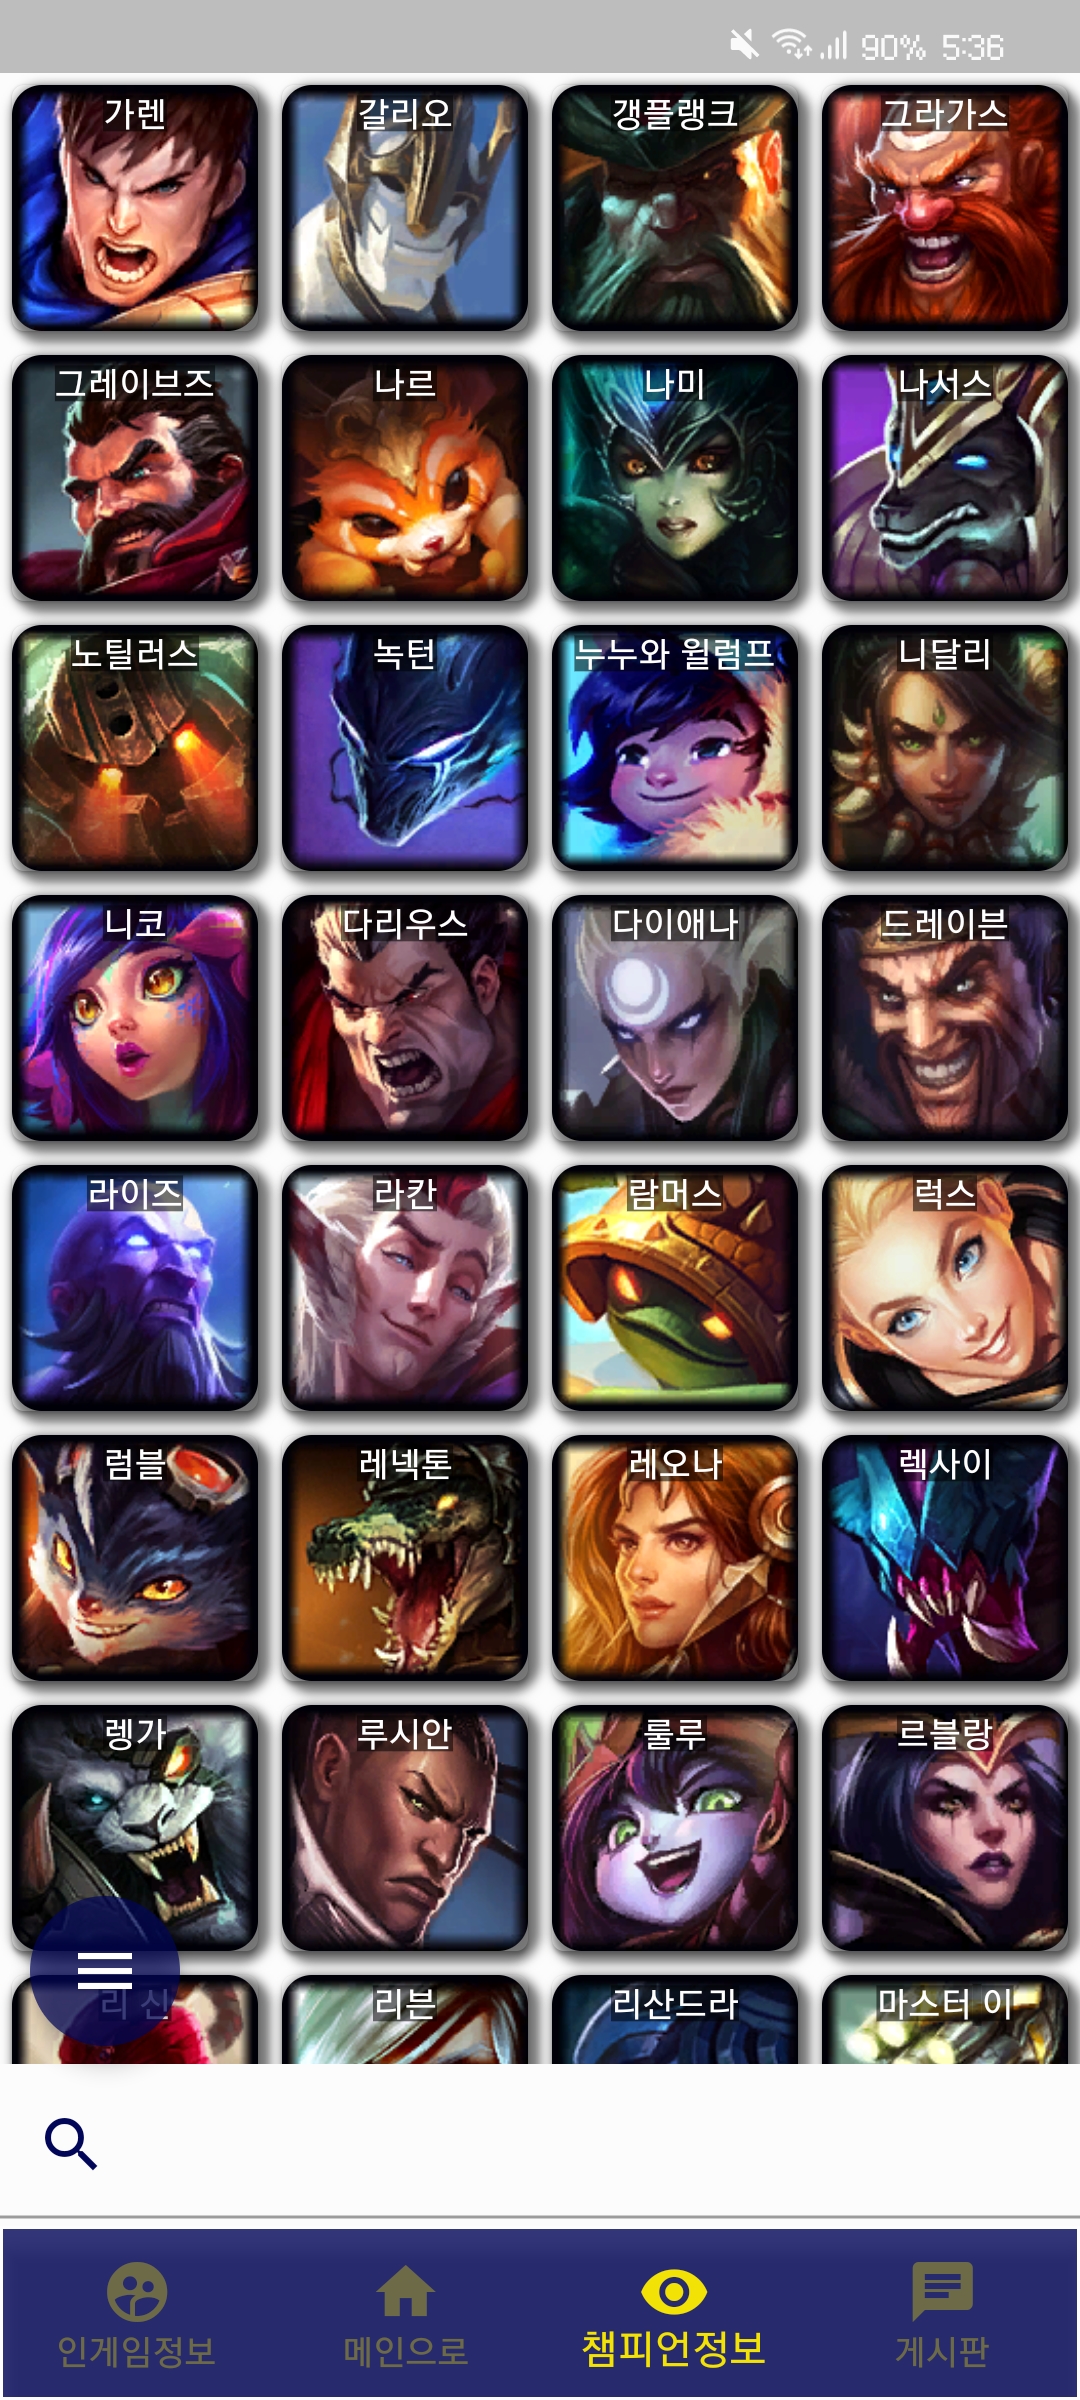 90% 5:36
가렌 갈리오 갱플랭크 그라가스
그레이브즈 나르 나미 나서스
노틸러스 녹턴 누누와 윌럼프 니달리
니코 다리우스 다이애나 드레이븐
라이즈 라칸 람머스 럭스
럼블 레넥톤 레오나 렉사이
렝가 루시안 룰루 르블랑
리 신 리븐 리산드라 마스터 이
인게임정보 메인으로 챔피언정보 게시판